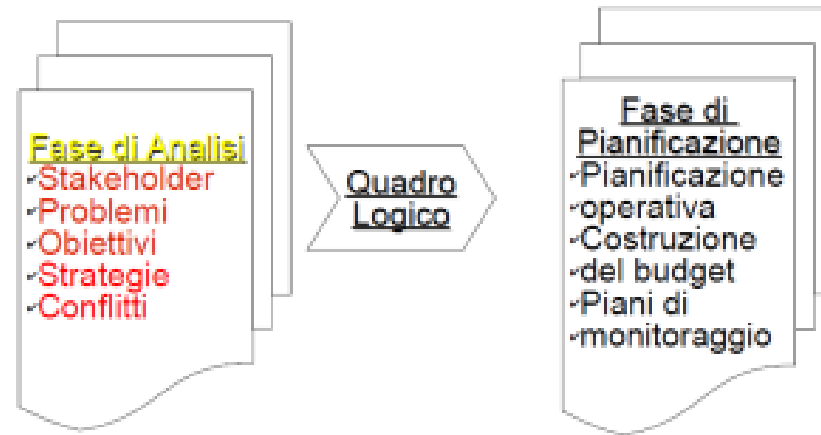 Fase di Analisi
✓Stakeholder
✓Problemi
✓Obiettivi
✓Strategie
✓Conflitti
Quadro
Logico
Fase di
Pianificazione
✓Pianificazione
✓operativa
✓Costruzione
✓del budget
✓Piani di
✓monitoraggio